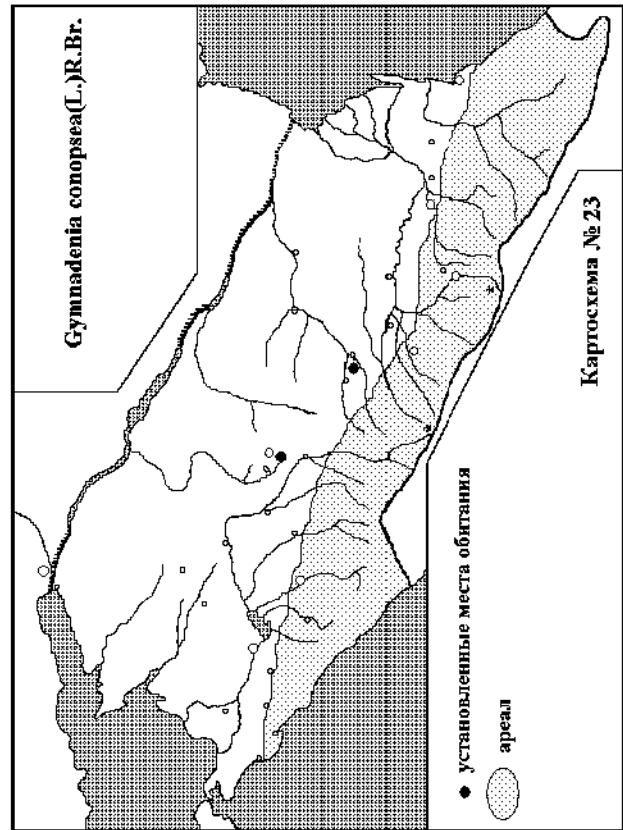 Gymnadenia conopsea(L.)R.Br.
Картосхема № 23
установленные места обитания
ареал